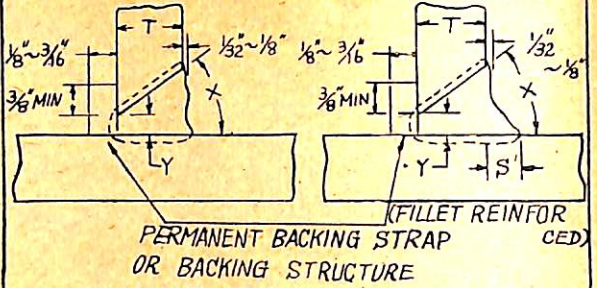 T
T
1/8"~3/16"
1/32"~1/8"
1/8"~3/16"
1/32"
~1/8"
3/8"MIN
X
3/8"MIN
X
Y
Y
S'
(FILLET REINFOR
CED)
PERMANENT BACKING STRAP
OR BACKING STRUCTURE